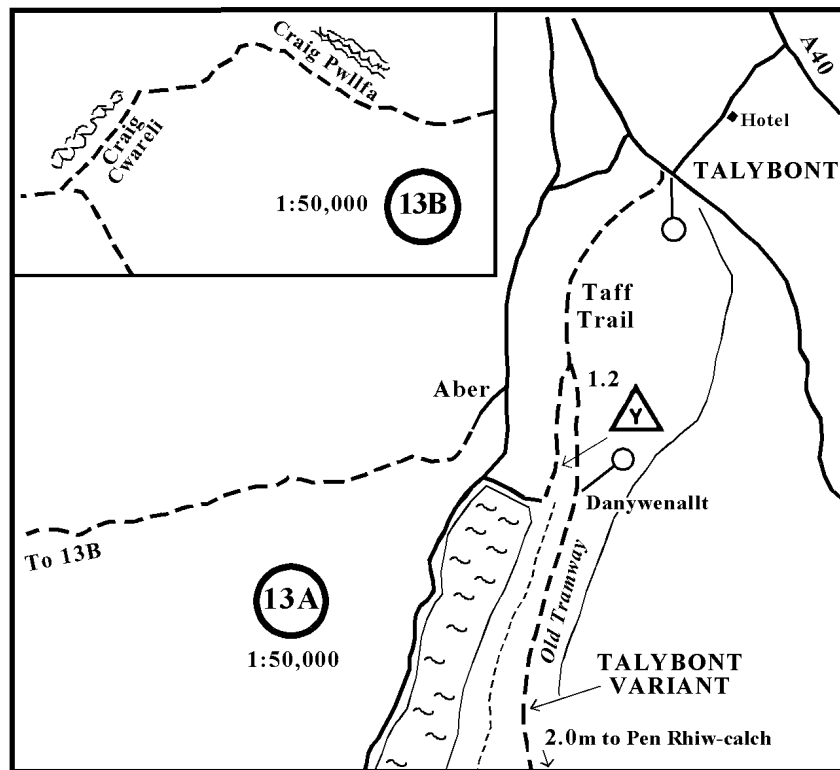 Craig Pwllfa
Craig
Cwareli
1:50,000
13B
A40
Hotel
TALYBONT
Taff
Trail
1.2
Aber
Y
Danywenallt
To 13B
13A
1:50,000
Old Tramway
TALYBONT
VARIANT
2.0m to Pen Rhiw-calch